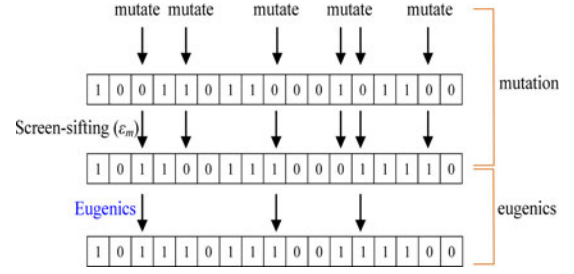 mutate mutate mutate mutate mutate
1 0 0 1 1 0 1 1 0 0 0 1 0 1 1 0 0
mutation
Screen-sifting (εm)
1 0 1 1 0 0 1 1 1 0 0 0 1 1 1 1 0
Eugenics
eugenics
1 0 1 1 1 0 1 1 1 0 0 1 1 1 1 0 0